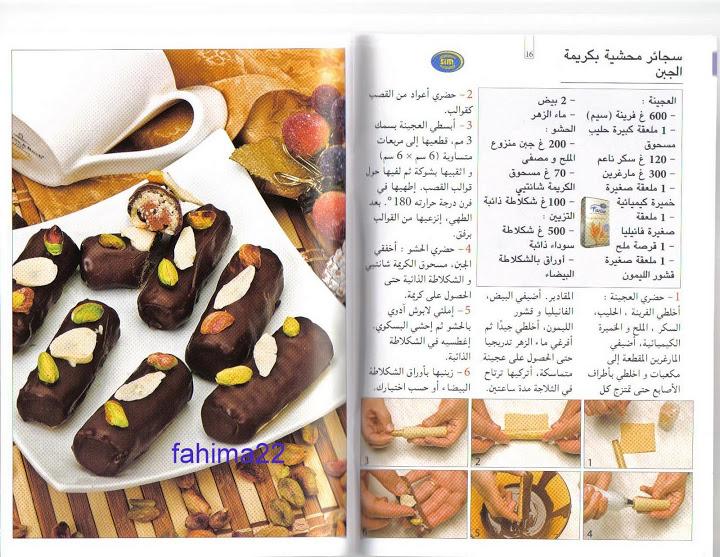 سجائر محشية بكريمة
الجبن
16
sim
العجينة :
– 600 غ فرينة (سيم)
– 1 ملعقة كبيرة حليب
مسحوق
– 120 غ سكر ناعم
– 300 غ مارغرين
– 1 ملعقة صغيرة
خميرة كيميائية
– 1 ملعقة
صغيرة فانيليا
– 1 قرصة ملح
– 1 ملعقة صغيرة
قشور الليمون
– 2 بيض
– ماء الزهر
الحشو :
– 200 غ جبن منزوع
الملح و مصفى
– 70 غ مسحوق
الكريمة شانتيي
– 100غ شكلاطة ذائبة
التزيين :
– 500 غ شكلاطة
سوداء ذائبة
– أوراق بالشكلاطة
البيضاء
1– حضري العجينة :
أخلطي الفرينة ، الحليب،
السكر ، الملح و الخميرة
الكيميائية، أضيفي
المارغرين المقطعة إلى
مكعبات و اخلطي بأطراف
الأصابع حتى تمتزج كل
المقادير. أضيفي البيض،
الفانيليا و قشور
الليمون، أخلطي جيدًا ثم
أفرغي ماء الزهر تدريجيا
حتى الحصول على عجينة
متماسكة، أتركيها ترتاح
في الثلاجة مدة ساعتين.
2– حضري أعواد من القصب
كقوالب.
3– أبسطي العجينة بسمك
3 مم، قطعيها إلى مربعات
متساوية (6 سم × 6 سم)
و اثقبيها بشوكة ثم لفيها حول
قوالب القصب. إطهيها في
فرن درجة حرارته 180°. بعد
الطهي، إنزعيها من القوالب
برفق.
4– حضري الحشو : أخفقي
الجبن، مسحوق الكريمة شانتيي
و الشكلاطة الذائبة حتى
الحصول على كريمة.
5– إملئي لابوش أدوي
بالحشو ثم إحشي البسكوي.
إغطسيه في الشكلاطة
الذائبة.
6– زينيها بأوراق الشكلاطة
البيضاء أو حسب اختيارك.
1
2
3
4
5
6
fahima22